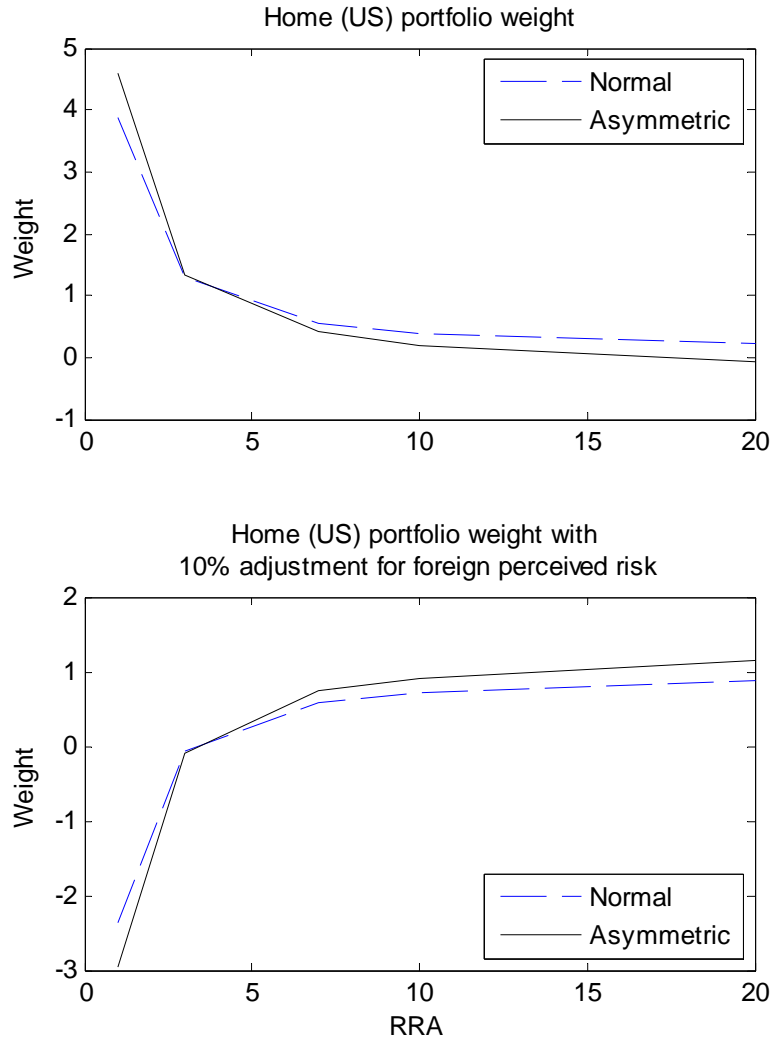 Home (US) portfolio weight
5
4
3
2
1
0
-1
Weight
Normal
Asymmetric
0
5
10
15
20
Home (US) portfolio weight with
10% adjustment for foreign perceived risk
2
1
0
-1
-2
-3
Weight
Normal
Asymmetric
0
5
10
15
20
RRA